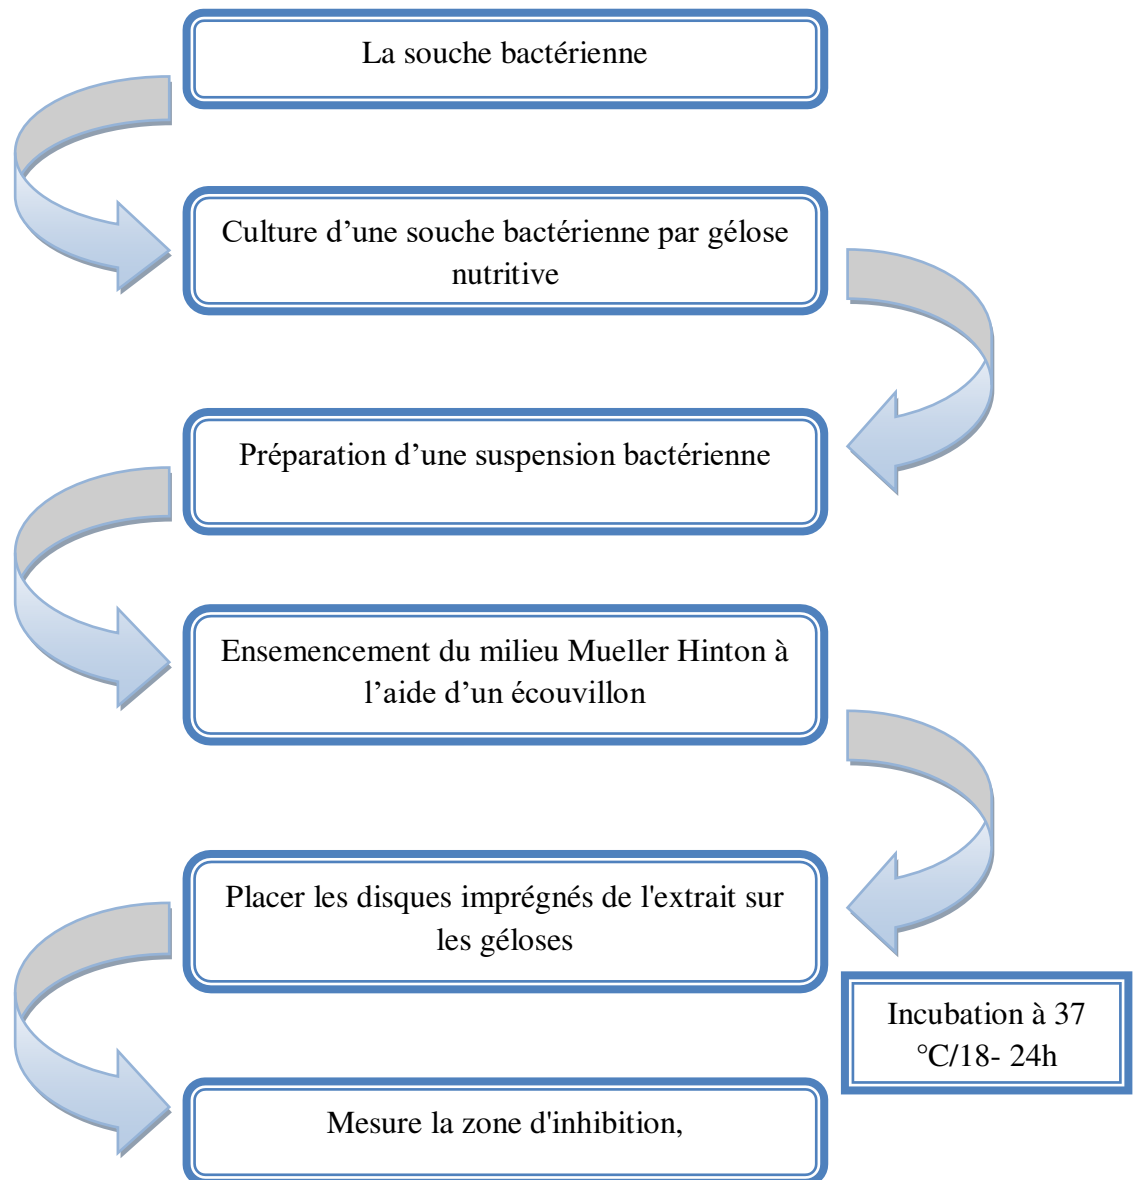 La souche bactérienne
Culture d’une souche bactérienne par gélose
nutritive
Préparation d’une suspension bactérienne
Ensemencement du milieu Mueller Hinton à
l’aide d’un écouvillon
Placer les disques imprégnés de l'extrait sur
les géloses
Incubation à 37
°C/18- 24h
Mesure la zone d'inhibition,